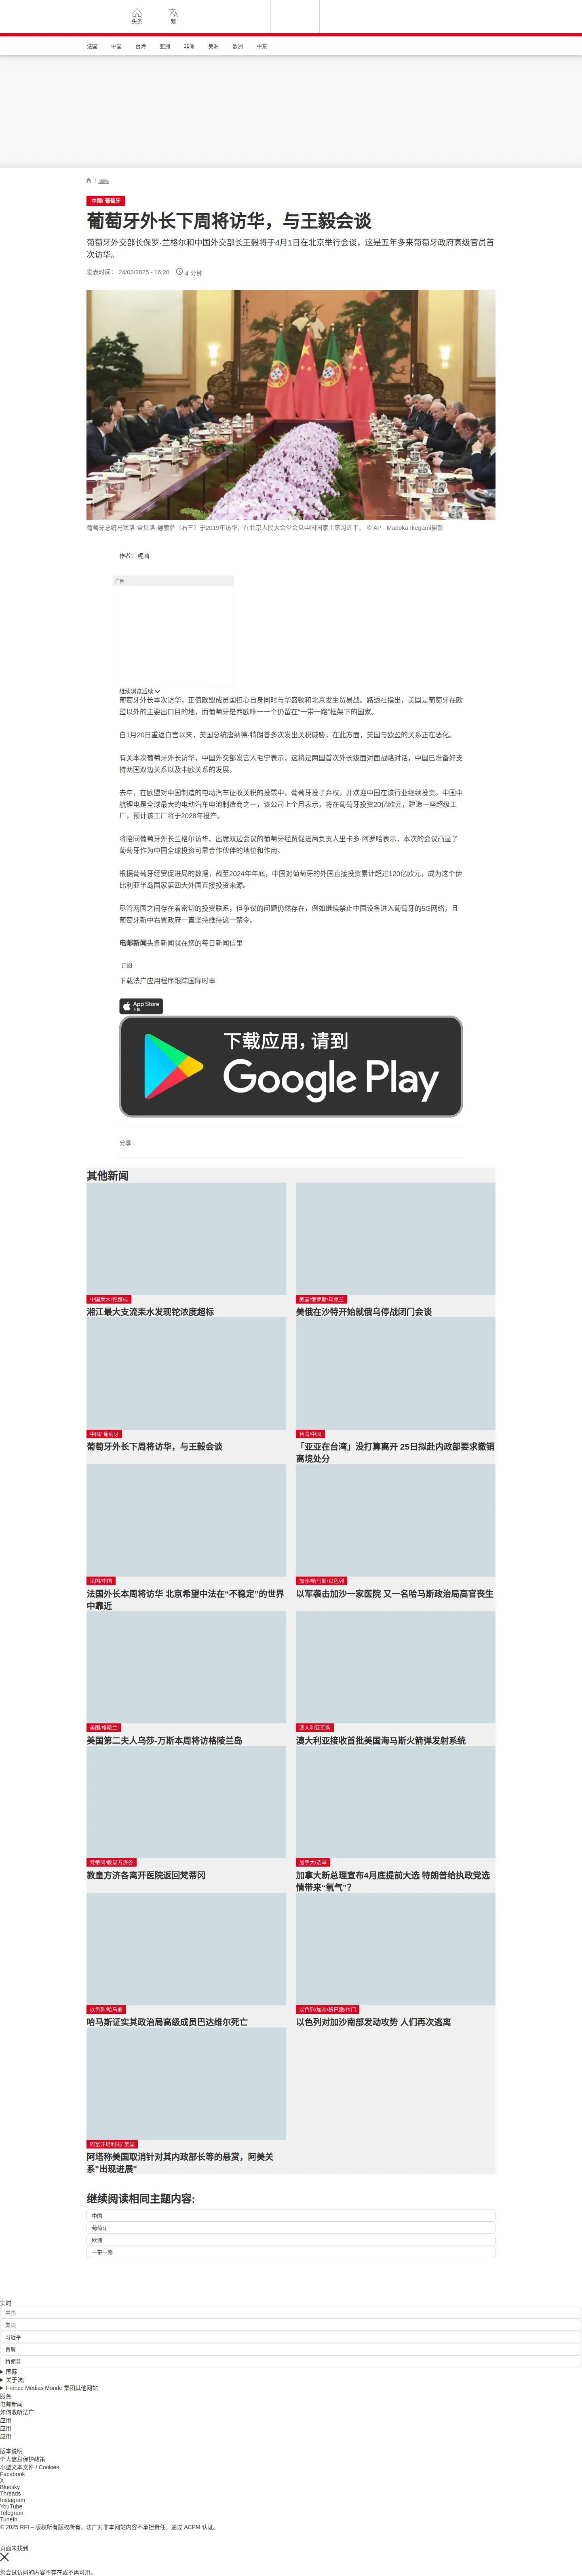 头条
繁
法国
中国
台海
亚洲
非洲
美洲
欧洲
中东
/ 国际
中国/ 葡萄牙
葡萄牙外长下周将访华，与王毅会谈
葡萄牙外交部长保罗·兰格尔和中国外交部长王毅将于4月1日在北京举行会谈，这是五年多来葡萄牙政府高级官员首
次访华。
发表时间： 24/03/2025 - 16:20
4 分钟
葡萄牙总统马塞洛·雷贝洛·德索萨（右三）于2019年访华，在北京人民大会堂会见中国国家主席习近平。 © AP - Madoka Ikegami摄影
作者： 呢喃
广告
继续浏览后续
葡萄牙外长本次访华，正值欧盟成员国担心自身同时与华盛顿和北京发生贸易战。路透社指出，美国是葡萄牙在欧
盟以外的主要出口目的地，而葡萄牙是西欧唯一一个仍留在“一带一路”框架下的国家。
自1月20日重返白宫以来，美国总统唐纳德·特朗普多次发出关税威胁，在此方面，美国与欧盟的关系正在恶化。
有关本次葡萄牙外长访华，中国外交部发言人毛宁表示，这将是两国首次外长级面对面战略对话，中国已准备好支
持两国双边关系以及中欧关系的发展。
去年，在欧盟对中国制造的电动汽车征收关税的投票中，葡萄牙投了弃权，并欢迎中国在该行业继续投资。中国中
航锂电是全球最大的电动汽车电池制造商之一，该公司上个月表示，将在葡萄牙投资20亿欧元，建造一座超级工
厂，预计该工厂将于2028年投产。
将陪同葡萄牙外长兰格尔访华、出席双边会议的葡萄牙经贸促进局负责人里卡多·阿罗哈表示，本次的会议凸显了
葡萄牙作为中国全球投资可靠合作伙伴的地位和作用。
根据葡萄牙经贸促进局的数据，截至2024年年底，中国对葡萄牙的外国直接投资累计超过120亿欧元，成为这个伊
比利亚半岛国家第四大外国直接投资来源。
尽管两国之间存在着密切的投资联系，但争议的问题仍然存在，例如继续禁止中国设备进入葡萄牙的5G网络，且
葡萄牙新中右翼政府一直坚持维持这一禁令。
电邮新闻头条新闻就在您的每日新闻信里
订阅
下载法广应用程序跟踪国际时事
App Store
下载
下载应用，请到
Google Play
分享 :
其他新闻
中国耒水/铊超标
湘江最大支流耒水发现铊浓度超标
美国/俄罗斯/乌克兰
美俄在沙特开始就俄乌停战闭门会谈
中国/ 葡萄牙
葡萄牙外长下周将访华，与王毅会谈
台湾/中国
「亚亚在台湾」没打算离开 25日拟赴内政部要求撤销
离境处分
法国/中国
法国外长本周将访华 北京希望中法在“不稳定”的世界
中靠近
加沙/哈马斯/以色列
以军袭击加沙一家医院 又一名哈马斯政治局高官丧生
美国/格陵兰
美国第二夫人乌莎-万斯本周将访格陵兰岛
澳大利亚军购
澳大利亚接收首批美国海马斯火箭弹发射系统
梵蒂冈/教皇方济各
教皇方济各离开医院返回梵蒂冈
加拿大/选举
加拿大新总理宣布4月底提前大选 特朗普给执政党选
情带来“氧气”？
以色列/哈马斯
哈马斯证实其政治局高级成员巴达维尔死亡
以色列/加沙/黎巴嫩/也门
以色列对加沙南部发动攻势 人们再次逃离
阿富汗塔利班/ 美国
阿塔称美国取消针对其内政部长等的悬赏，阿美关
系"出现进展"
继续阅读相同主题内容:
中国
葡萄牙
欧洲
一带一路
实时
中国
美国
习近平
贪腐
特朗普
国际
关于法广
France Médias Monde 集团其他网站
服务
电邮新闻
如何收听法广
应用
应用
应用
版本说明
个人信息保护政策
小型文本文件 / Cookies
Facebook
X
Bluesky
Threads
Instagram
YouTube
Telegram
TuneIn
© 2025 RFI – 版权所有版权所有。法广对非本网站内容不承担责任。通过 ACPM 认证。
页面未找到
您尝试访问的内容不存在或不再可用。